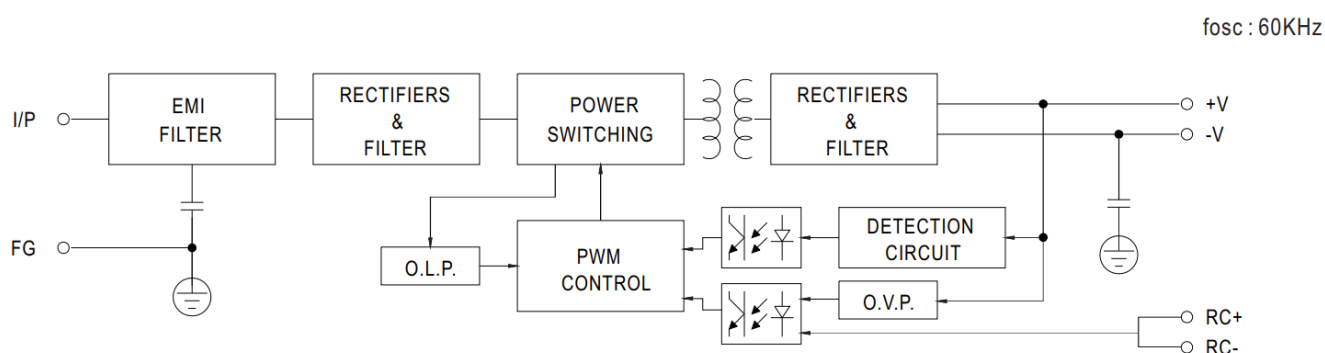 fosc : 60KHz
I/P
EMI
FILTER
RECTIFIERS
&
FILTER
POWER
SWITCHING
RECTIFIERS
&
FILTER
+V
-V
FG
O.L.P.
PWM
CONTROL
DETECTION
CIRCUIT
O.V.P.
RC+
RC-